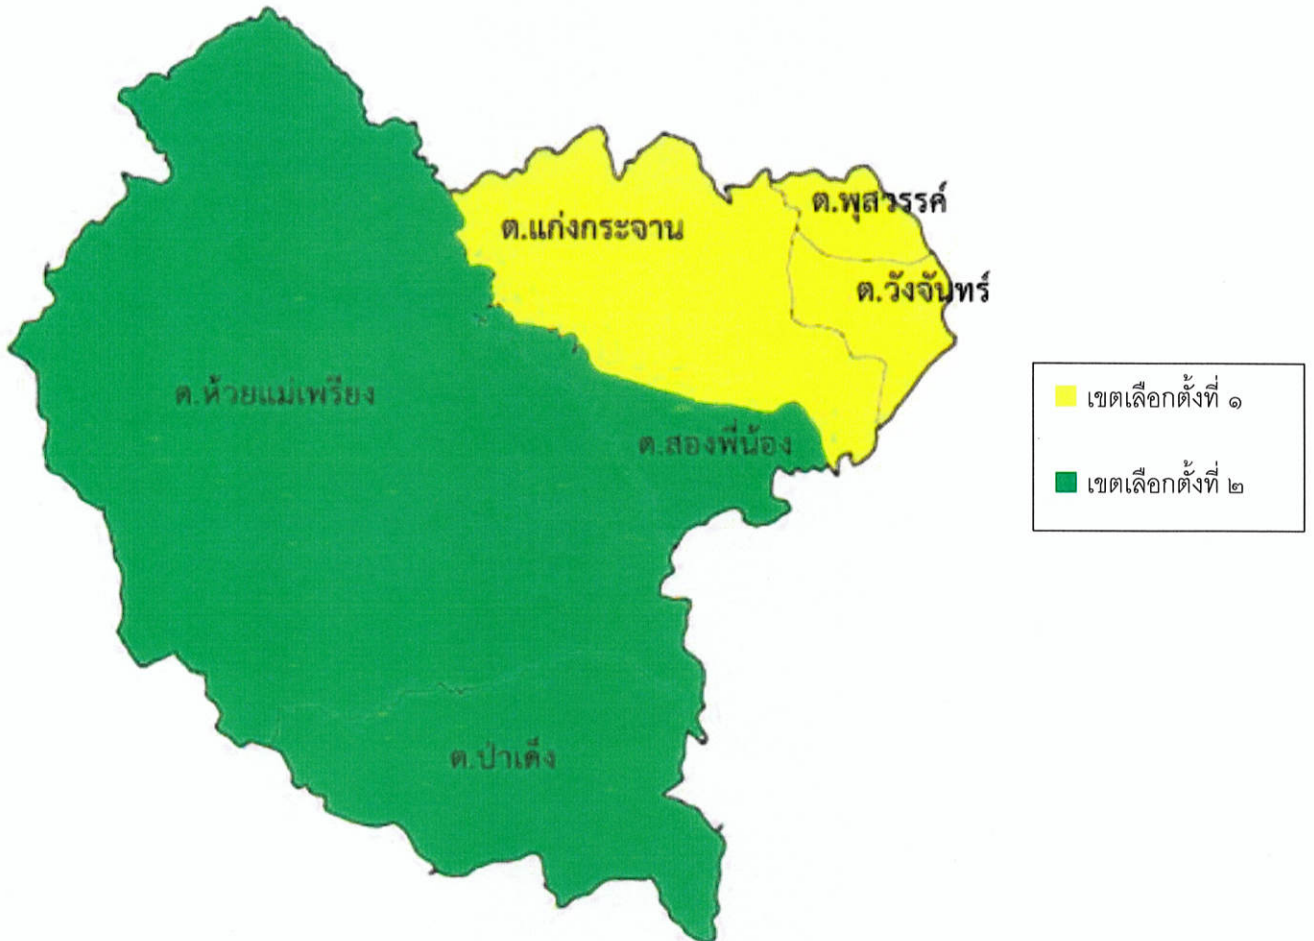 ต.พุสวรรค์
ต.แก่งกระจาน
ต.วังจันทร์
ต.ห้วยแม่เพรียง
ต.สองพี่น้อง
ต.ป่าเด็ง
เขตเลือกตั้งที่ ๑
เขตเลือกตั้งที่ ๒